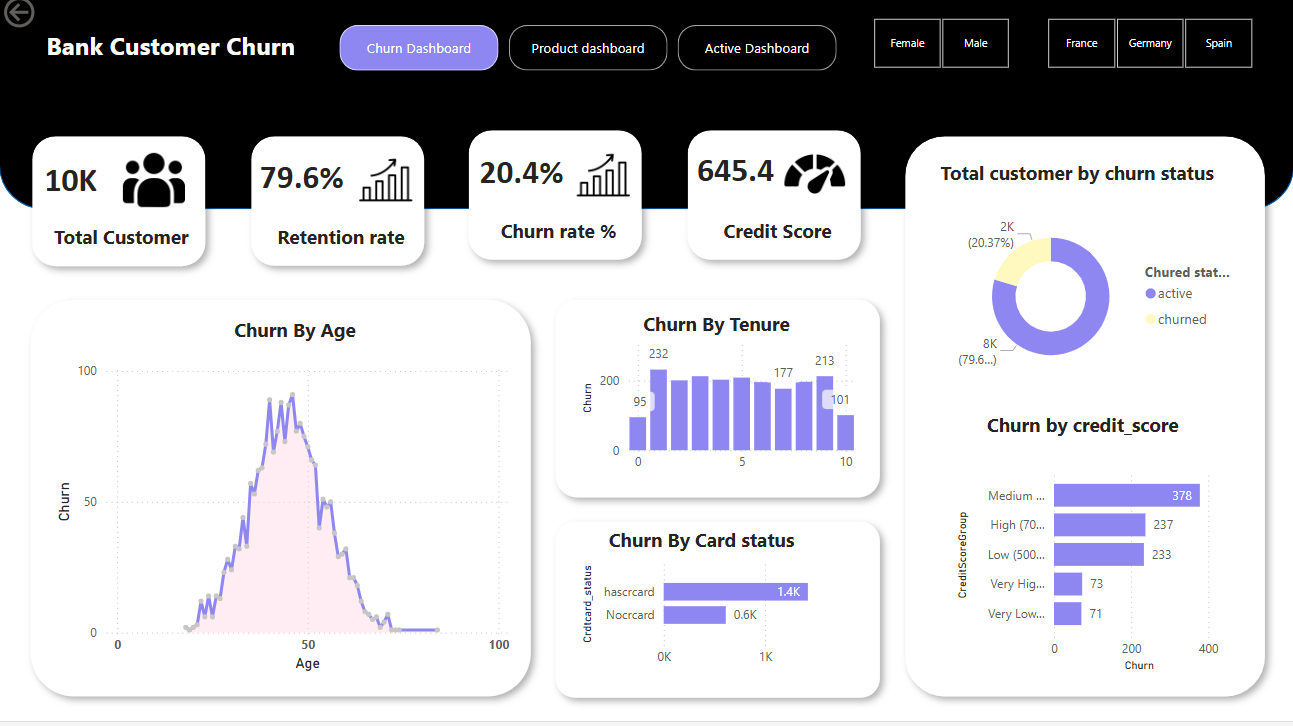 Bank Customer Churn
Churn Dashboard
Product dashboard
Active Dashboard
Female
Male
France
Germany
Spain
10K
Total Customer
79.6%
Retention rate
20.4%
Churn rate %
645.4
Credit Score
Total customer by churn status
2K
(20.37%)
8K
(79.6...)
Chured stat...
active
churned
Churn By Age
Churn
100
50
0
0
50
100
Age
Churn By Tenure
Churn
200
0
95
232
177
213
101
0
5
10
Churn By Card status
Crdtcard_status
hascrcard
1.4K
Nocrcard
0.6K
0K
1K
Churn by credit_score
CreditScoreGroup
Medium ...
378
High (70...
237
Low (500...
233
Very Hig...
73
Very Low...
71
0
200
400
Churn